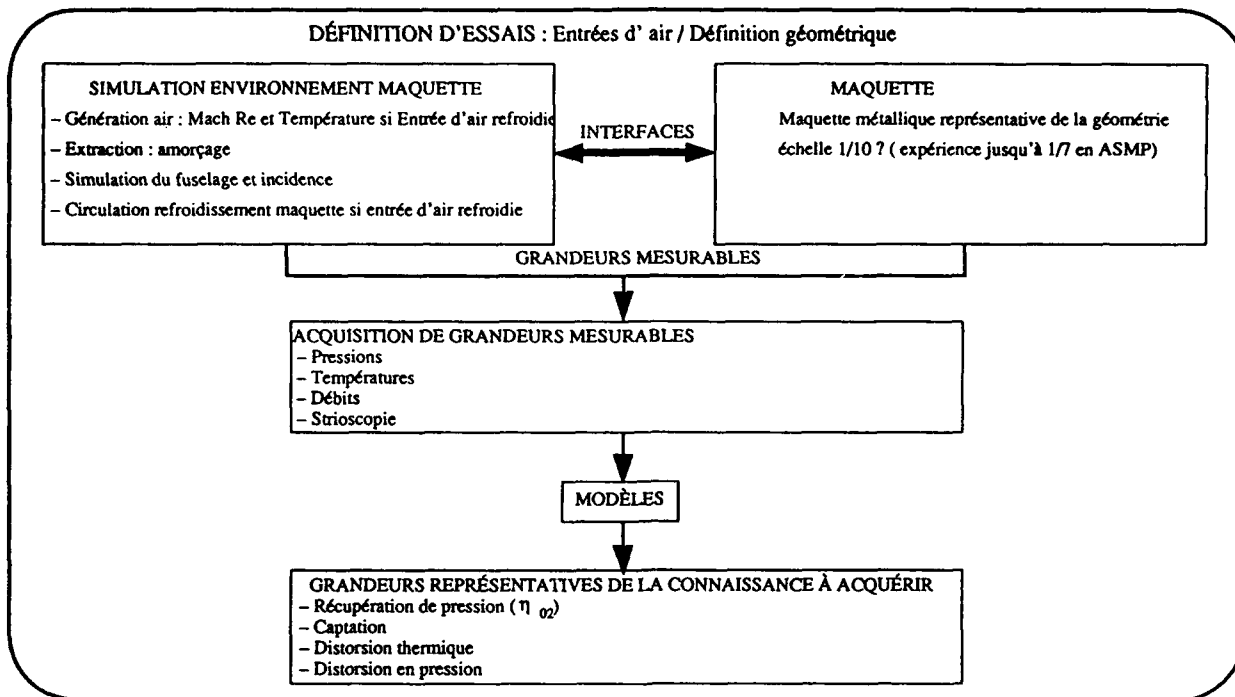 DÉFINITION D'ESSAIS : Entrées d' air / Définition géométrique
SIMULATION ENVIRONNEMENT MAQUETTE
– Génération air : Mach Re et Température si Entrée d'air refroidie
– Extraction : amorçage
– Simulation du fuselage et incidence
– Circulation refroidissement maquette si entrée d'air refroidie
INTERFACES
MAQUETTE
Maquette métallique représentative de la géométrie
échelle 1/10 ? ( expérience jusqu'à 1/7 en ASMP)
GRANDEURS MESURABLES
ACQUISITION DE GRANDEURS MESURABLES
– Pressions
– Températures
– Débits
– Strioscopie
MODÈLES
GRANDEURS REPRÉSENTATIVES DE LA CONNAISSANCE À ACQUÉRIR
– Récupération de pression ( η 02)
– Captation
– Distorsion thermique
– Distorsion en pression